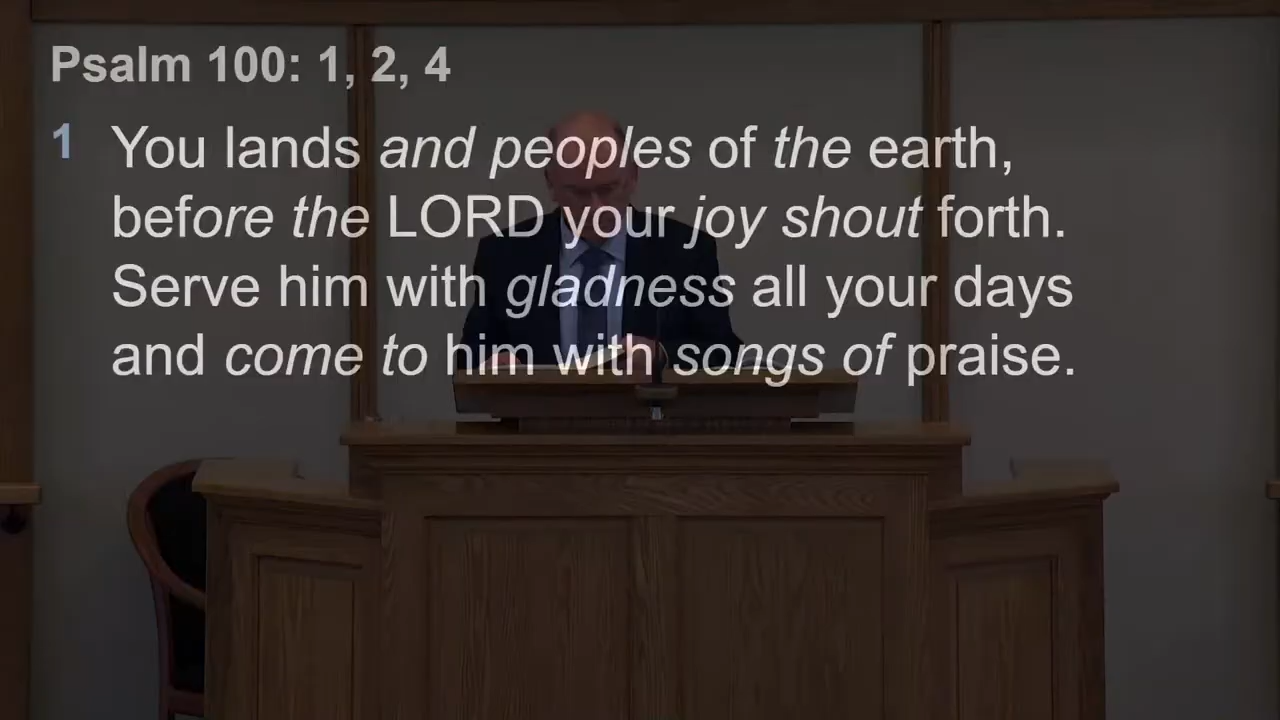 Psalm 100: 1, 2, 4
1 You lands and peoples of the earth,
before the LORD your joy shout forth.
Serve him with gladness all your days
and come to him with songs of praise.